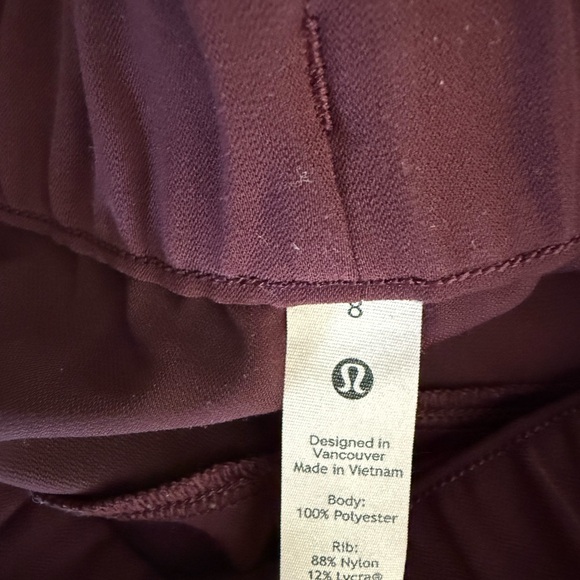 8
Designed in
Vancouver
Made in Vietnam
Body:
100% Polyester
Rib:
88% Nylon
12% Lycra®